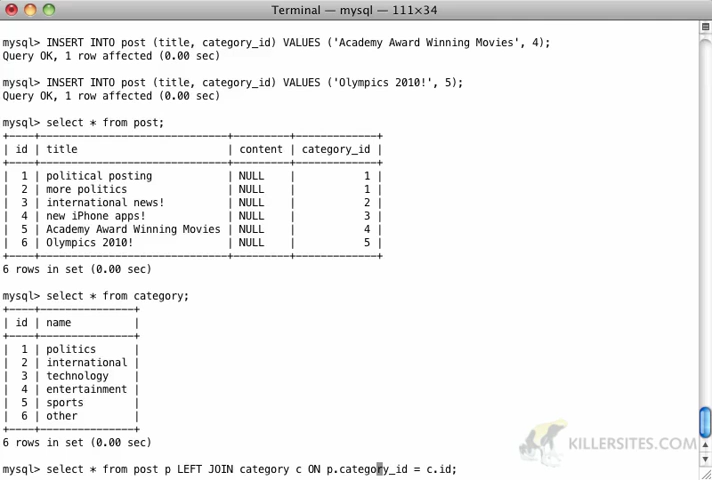 Terminal — mysql — 111×34
mysql> INSERT INTO post (title, category_id) VALUES ('Academy Award Winning Movies', 4);
Query OK, 1 row affected (0.00 sec)
mysql> INSERT INTO post (title, category_id) VALUES ('Olympics 2010!', 5);
Query OK, 1 row affected (0.00 sec)
mysql> select * from post;
+----+------------------------------+---------+-------------+
| id | title | content | category_id |
+----+------------------------------+---------+-------------+
| 1 | political posting | NULL | 1 |
| 2 | more politics | NULL | 1 |
| 3 | international news! | NULL | 2 |
| 4 | new iPhone apps! | NULL | 3 |
| 5 | Academy Award Winning Movies | NULL | 4 |
| 6 | Olympics 2010! | NULL | 5 |
+----+------------------------------+---------+-------------+
6 rows in set (0.00 sec)
mysql> select * from category;
+----+---------------+
| id | name |
+----+---------------+
| 1 | politics |
| 2 | international |
| 3 | technology |
| 4 | entertainment |
| 5 | sports |
| 6 | other |
+----+---------------+
6 rows in set (0.00 sec)
KILLERSITES.COM
mysql> select * from post p LEFT JOIN category c ON p.category_id = c.id;